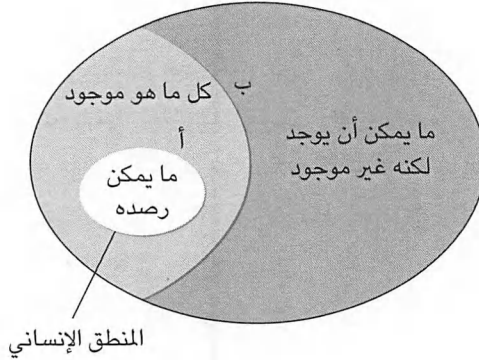 كل ما هو موجود
ب
ما يمكن أن يوجد
لكنه غير موجود
أ
ما يمكن
رصده
المنطق الإنساني